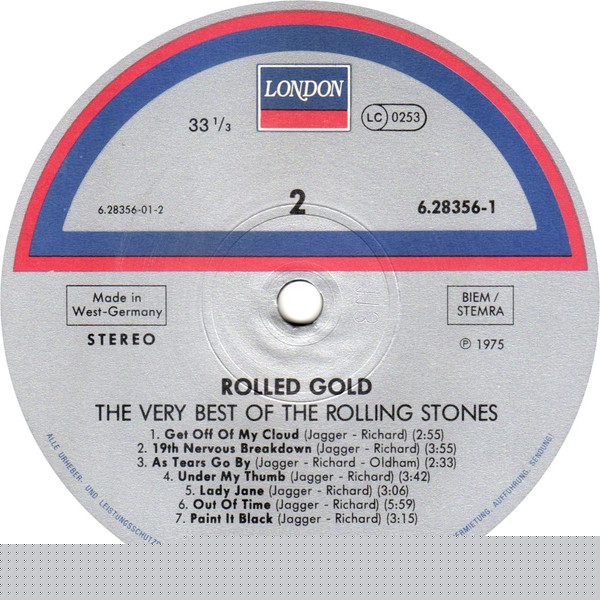 LONDON
33 1/3
LC 0253
6.28356-01-2
2
6.28356-1
Made in
West-Germany
BIEM /
STEMRA
STEREO
℗ 1975
ROLLED GOLD
THE VERY BEST OF THE ROLLING STONES
1. Get Off Of My Cloud (Jagger - Richard) (2:55)
2. 19th Nervous Breakdown (Jagger - Richard) (3:55)
3. As Tears Go By (Jagger - Richard - Oldham) (2:33)
4. Under My Thumb (Jagger - Richard) (3:42)
5. Lady Jane (Jagger - Richard) (3:06)
6. Out Of Time (Jagger - Richard) (5:59)
7. Paint It Black (Jagger - Richard) (3:15)
ALLE URHEBER- UND
VERMIETUNG, AUFFÜHRUNG, SENDUNG!